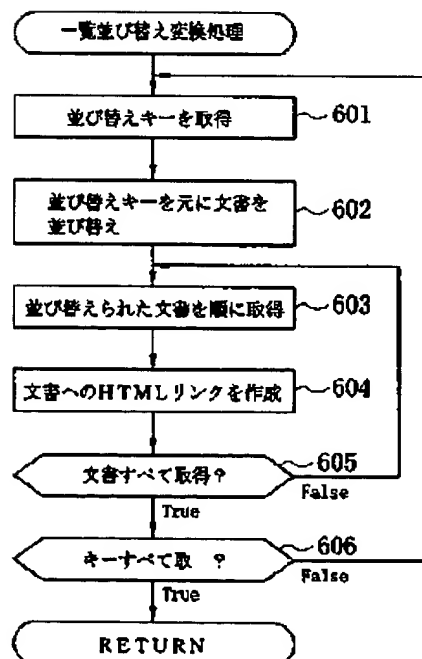 一覧並び替え変換処理
並び替えキーを取得
601
並び替えキーを元に文書を
並び替え
602
並び替えられた文書を順に取得
603
文書へのHTMLリンクを作成
604
文書すべて取得?
605
False
True
キーすべて取 ?
606
False
True
RETURN